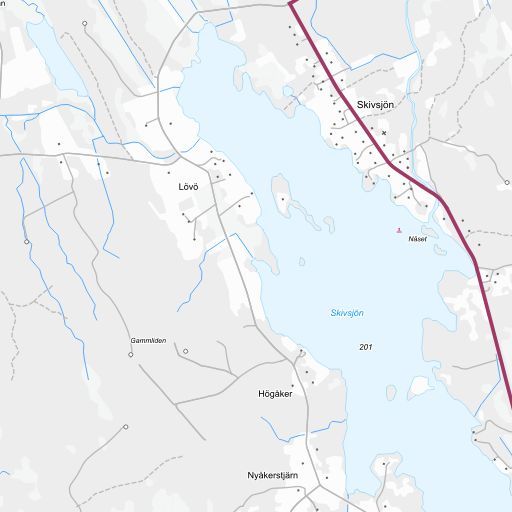 Skivsjön
Lövö
Näset
Skivsjön
Gammliden
201
Högåker
Nyåkerstjärn